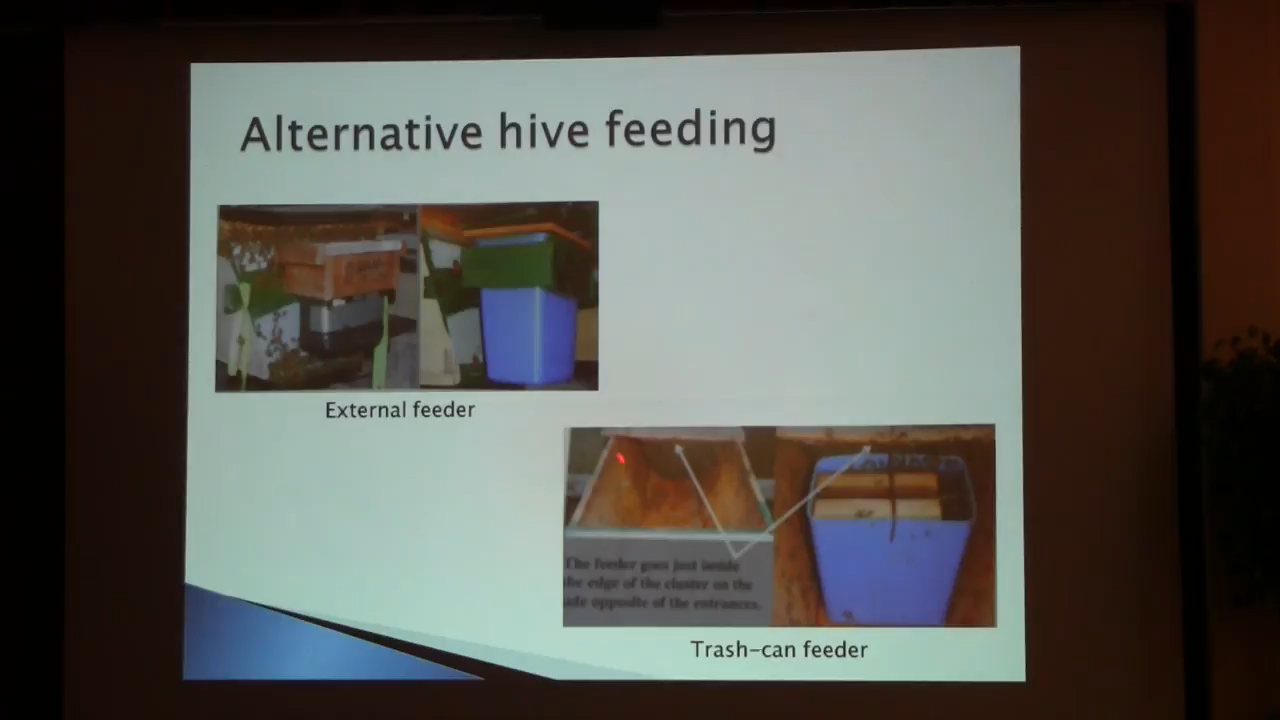 Alternative hive feeding
External feeder
The feeder goes just inside
the edge of the cluster on the
side opposite of the entrances.
Trash-can feeder